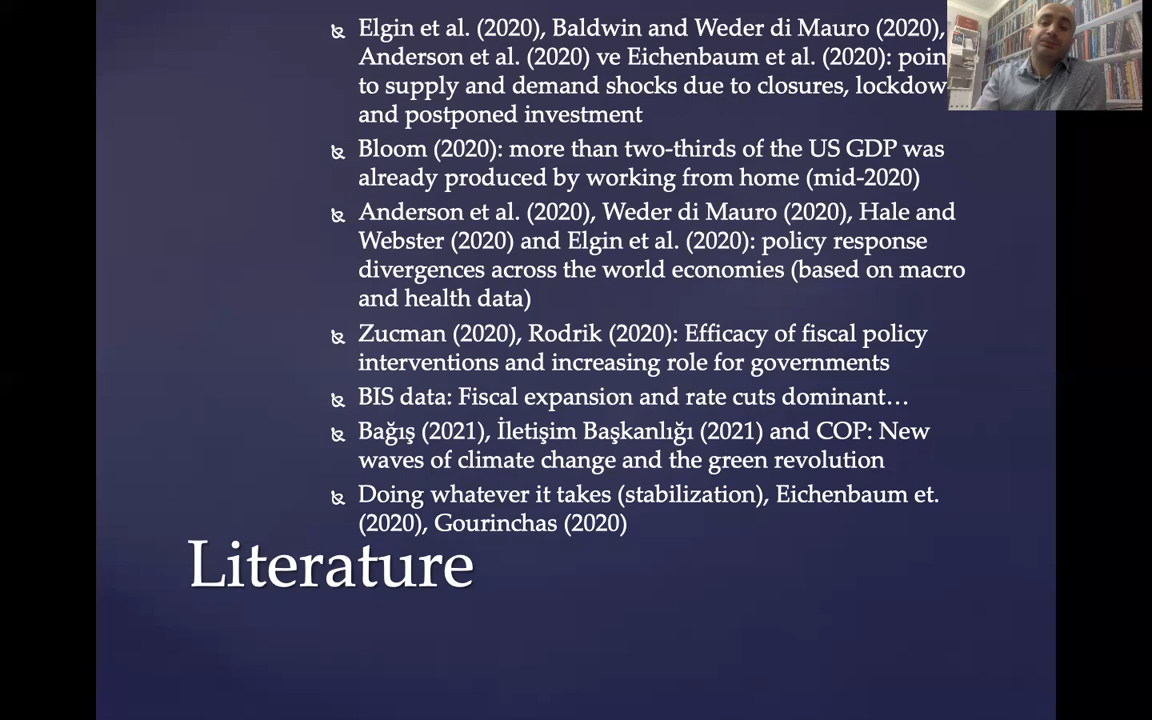 Elgin et al. (2020), Baldwin and Weder di Mauro (2020),
Anderson et al. (2020) ve Eichenbaum et al. (2020):
to supply and demand shocks due to closures,
and postponed investment
Bloom (2020): more than two-thirds of the US GDP was
already produced by working from home (mid-2020)
Anderson et al. (2020), Weder di Mauro (2020), Hale and
Webster (2020) and Elgin et al. (2020): policy response
divergences across the world economies (based on macro
and health data)
Zucman (2020), Rodrik (2020): Efficacy of fiscal policy
interventions and increasing role for governments
BIS data: Fiscal expansion and rate cuts dominant…
Bağış (2021), İletişim Başkanlığı (2021) and COP: New
waves of climate change and the green revolution
Doing whatever it takes (stabilization), Eichenbaum et.
(2020), Gourinchas (2020)
Literature